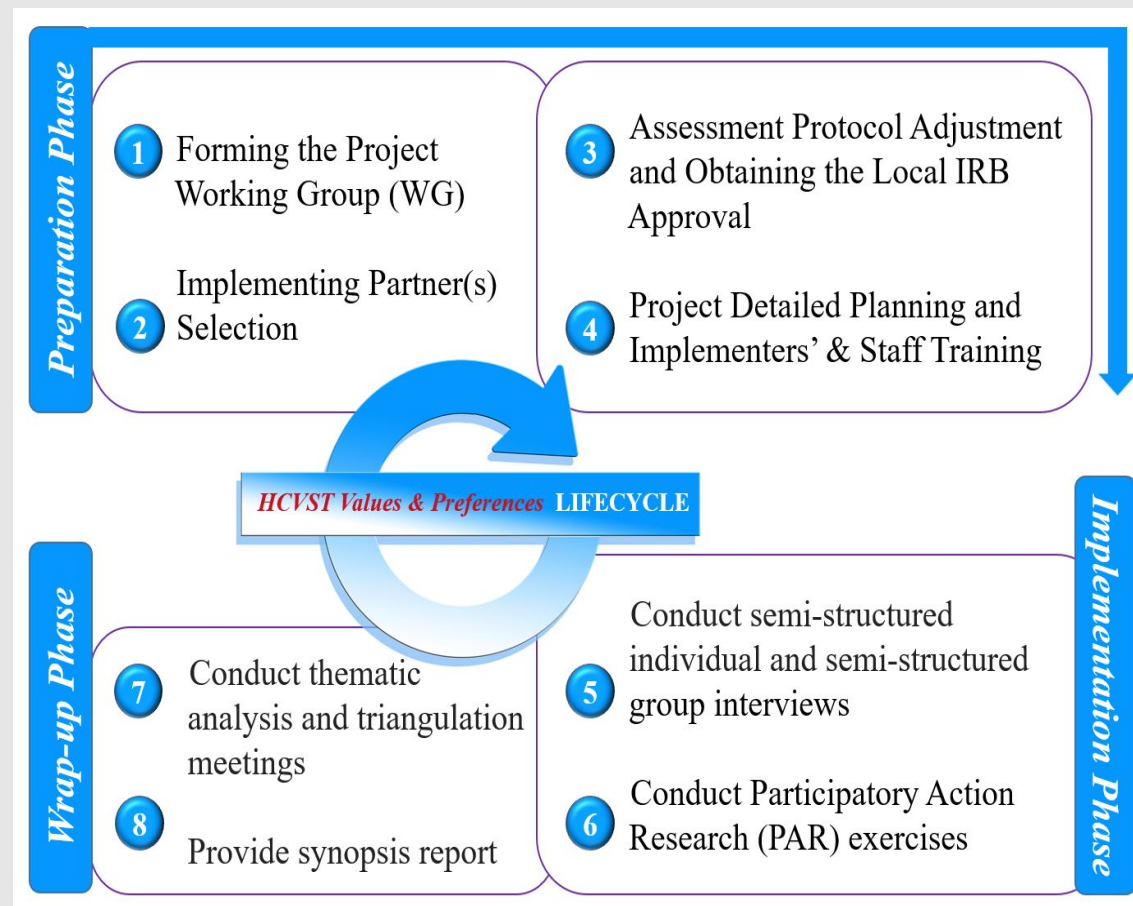 Preparation Phase
1
Forming the Project
Working Group (WG)
2
Implementing Partner(s)
Selection
3
Assessment Protocol Adjustment
and Obtaining the Local IRB
Approval
4
Project Detailed Planning and
Implementers’ & Staff Training
HCVST Values & Preferences LIFECYCLE
Implementation Phase
5
Conduct semi-structured
individual and semi-structured
group interviews
6
Conduct Participatory Action
Research (PAR) exercises
Wrap-up Phase
7
Conduct thematic
analysis and triangulation
meetings
8
Provide synopsis report